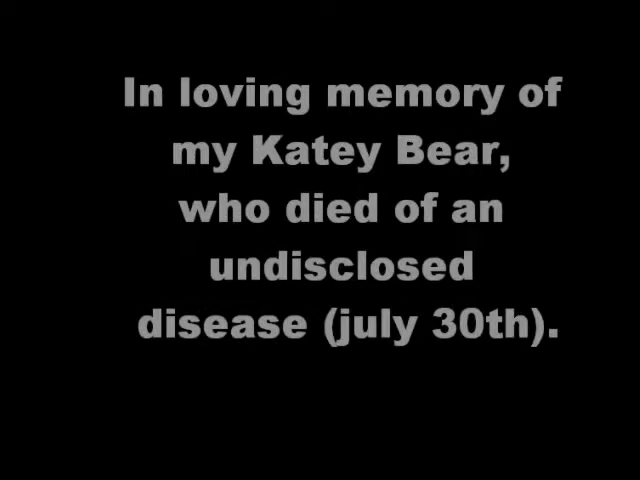 In loving memory of
my Katey Bear,
who died of an
undisclosed
disease (july 30th).